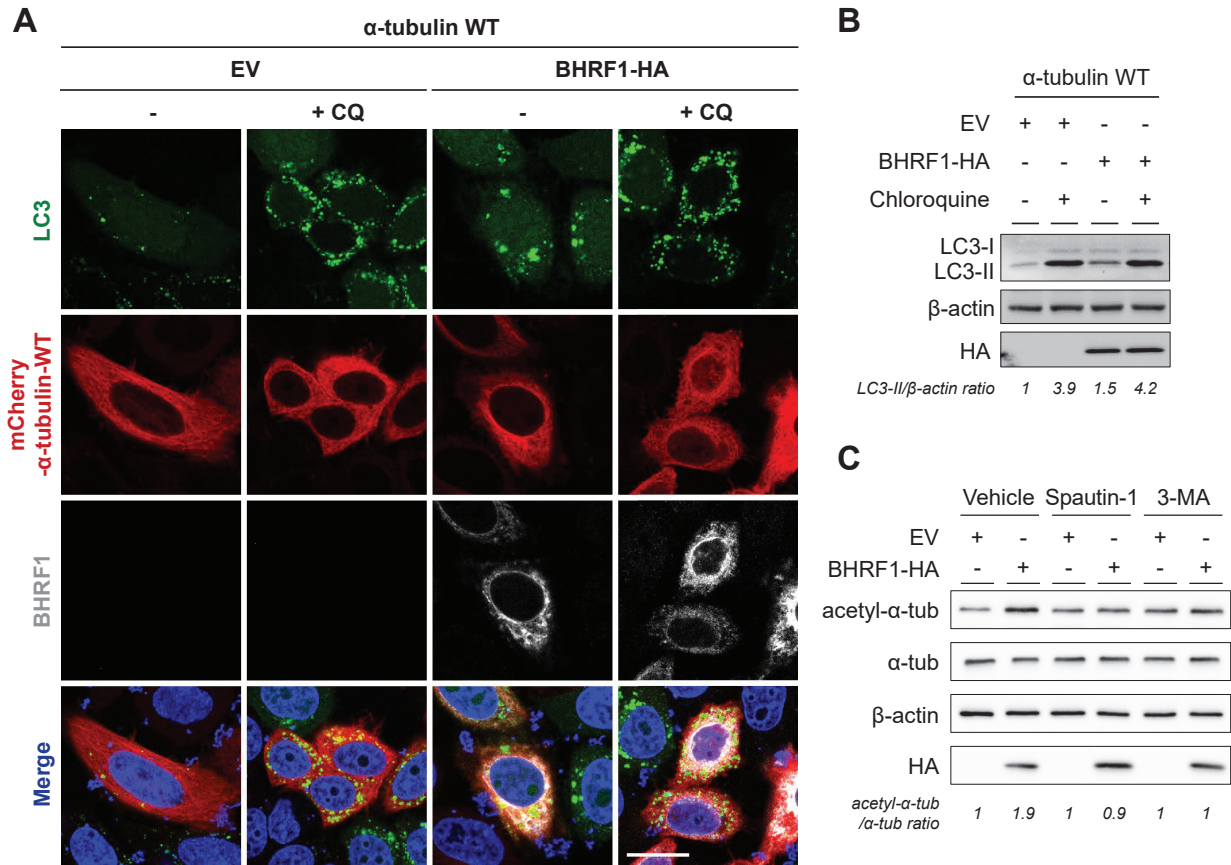 A
α-tubulin WT
EV BHRF1-HA
- + CQ - + CQ
LC3
mCherry
-α-tubulin-WT
BHRF1
Merge
B
α-tubulin WT
EV + + - -
BHRF1-HA - - + +
Chloroquine - + - +
LC3-I
LC3-II
β-actin
HA
LC3-II/β-actin ratio 1 3.9 1.5 4.2
C
Vehicle Spautin-1 3-MA
EV + - + - + -
BHRF1-HA - + - + - +
acetyl-α-tub
α-tub
β-actin
HA
acetyl-α-tub
/α-tub ratio 1 1.9 1 0.9 1 1